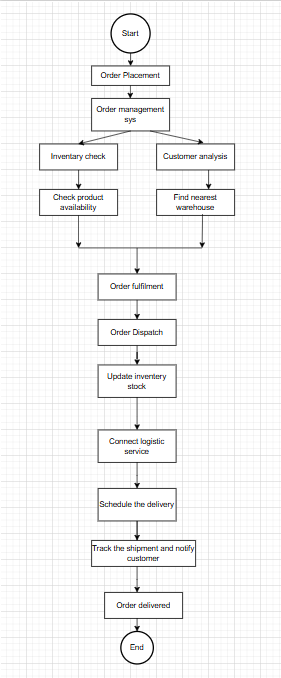 Start
Order Placement
Order management
sys
Inventary check
Customer analysis
Check product
availability
Find nearest
warehouse
Order fulfilment
Order Dispatch
Update inventery
stock
Connect logistic
service
Schedule the delivery
Track the shipment and notify
customer
Order delivered
End